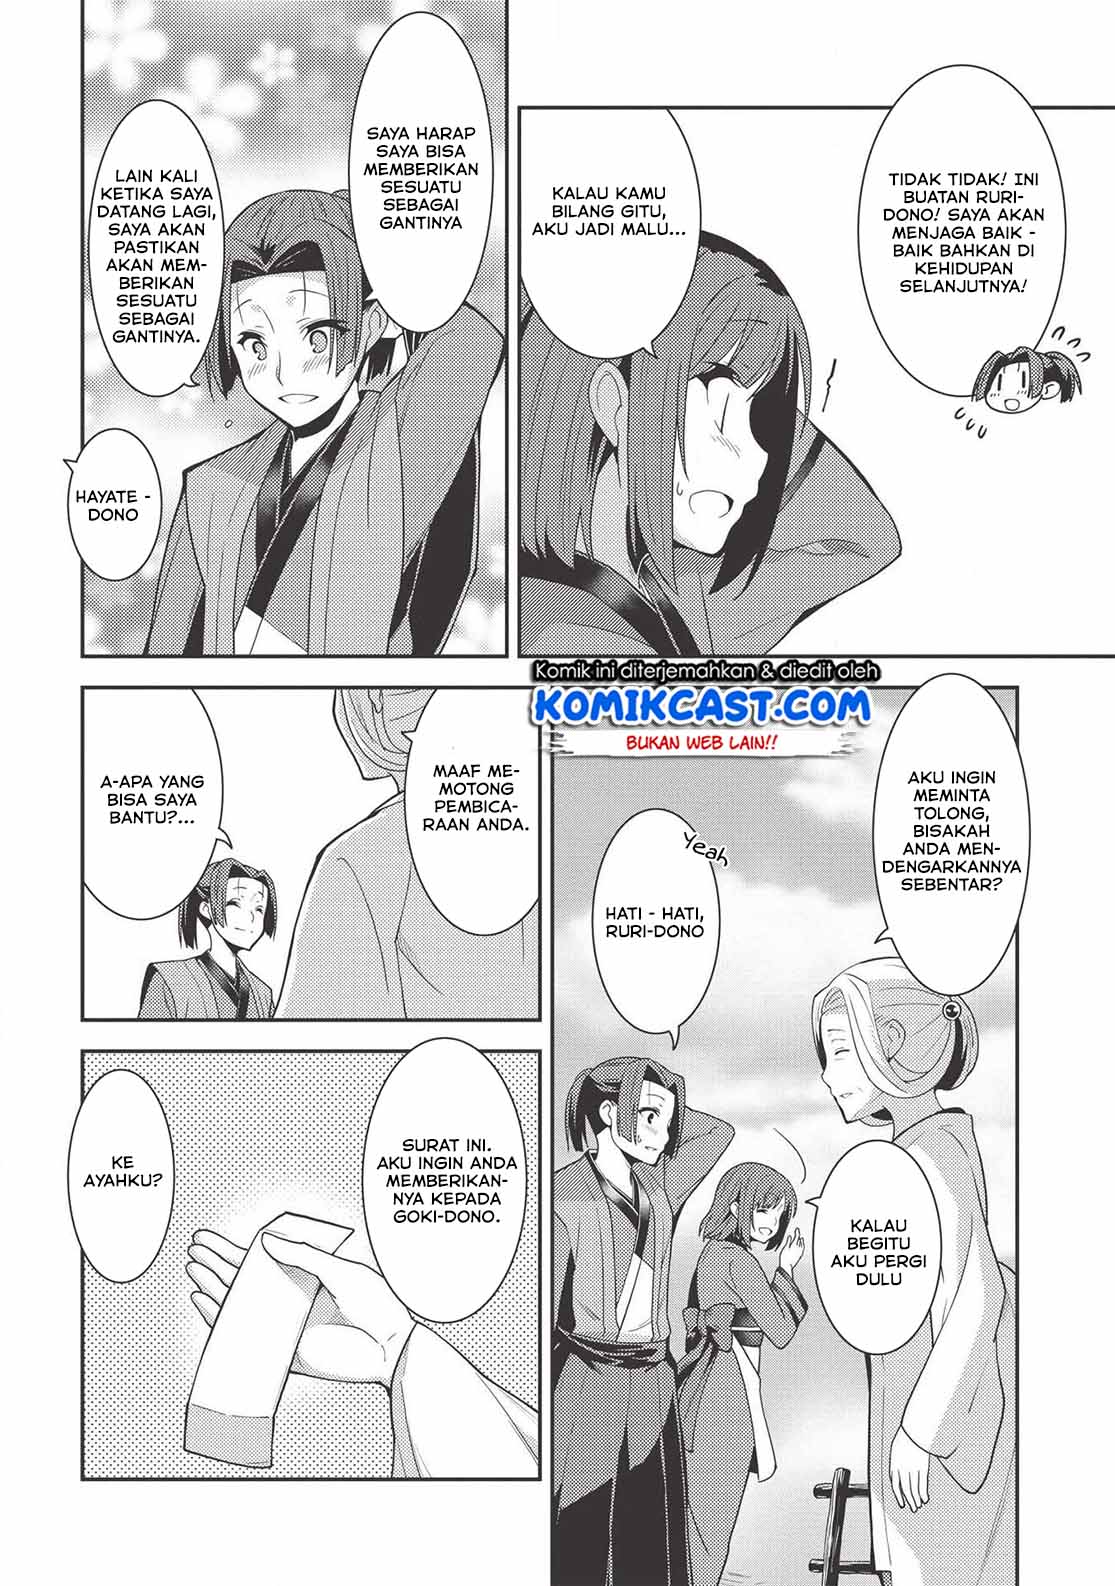 TIDAK TIDAK! INI
BUATAN RURI-
DONO! SAYA AKAN
MENJAGA BAIK -
BAIK BAHKAN DI
KEHIDUPAN
SELANJUTNYA!
KALAU KAMU
BILANG GITU,
AKU JADI MALU...
SAYA HARAP
SAYA BISA
MEMBERIKAN
SESUATU
SEBAGAI
GANTINYA
LAIN KALI
KETIKA SAYA
DATANG LAGI,
SAYA AKAN
PASTIKAN
AKAN MEM-
BERIKAN
SESUATU
SEBAGAI
GANTINYA.
HAYATE -
DONO
Komik ini diterjemahkan & diedit oleh
KOMIKCAST.COM
BUKAN WEB LAIN!!
AKU INGIN
MEMINTA
TOLONG,
BISAKAH
ANDA MEN-
DENGARKANNYA
SEBENTAR?
Yeah
HATI - HATI,
RURI-DONO
KALAU
BEGITU
AKU PERGI
DULU
MAAF ME-
MOTONG
PEMBICA-
RAAN ANDA.
A-APA YANG
BISA SAYA
BANTU?...
SURAT INI.
AKU INGIN ANDA
MEMBERIKAN-
NYA KEPADA
GOKI-DONO.
KE
AYAHKU?